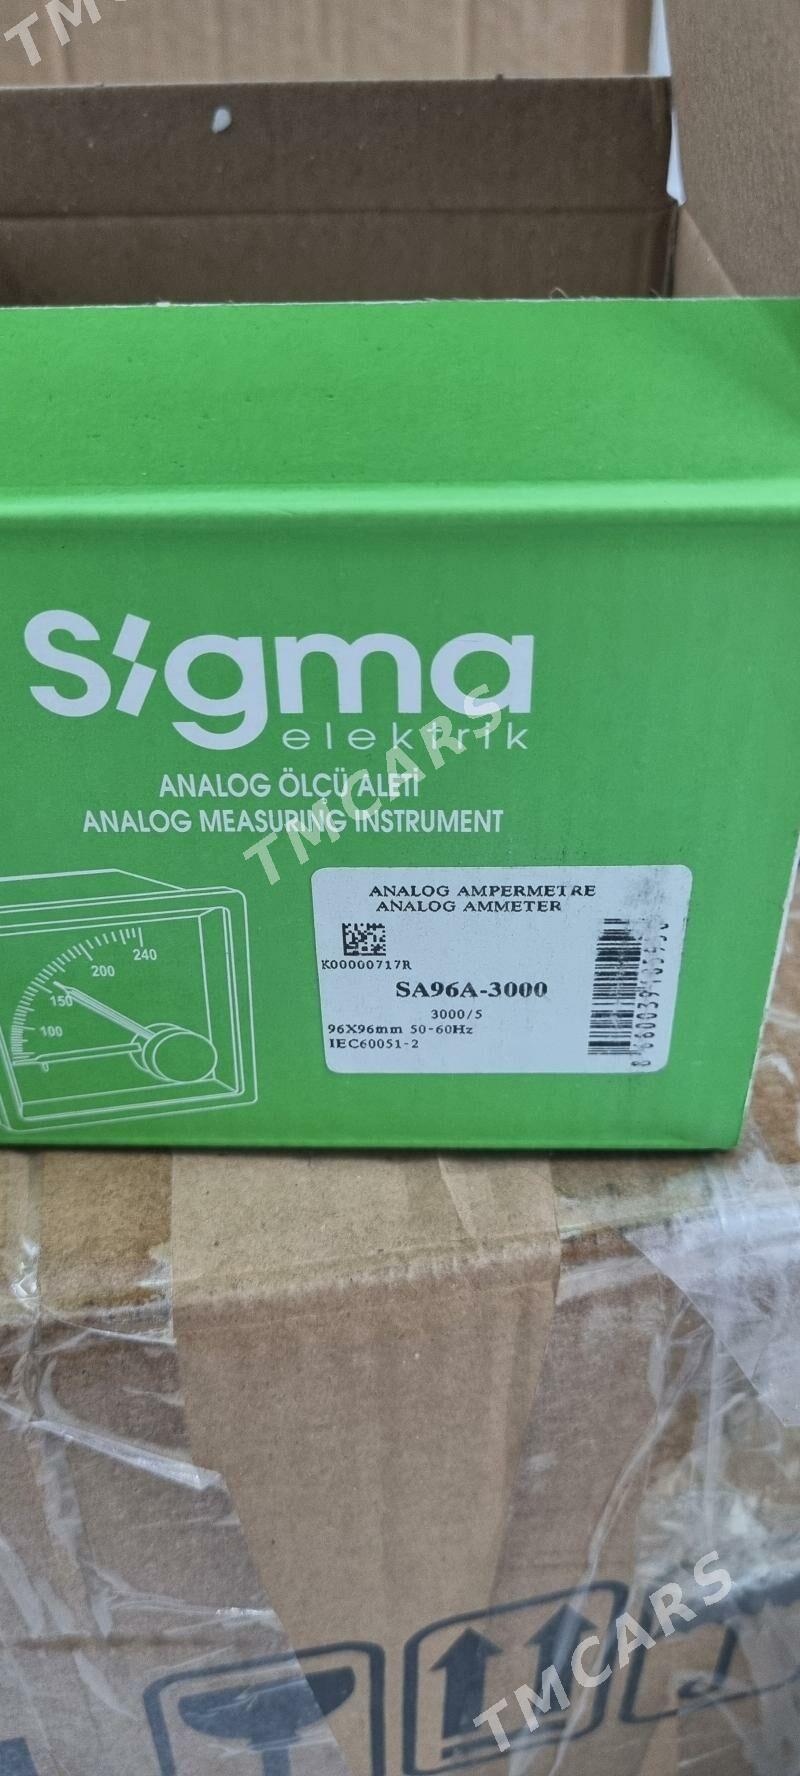 Sigma
elektrik
ANALOG ÖLÇÜ ALETİ
ANALOG MEASURING INSTRUMENT
ANALOG AMPERMETRE
ANALOG AMMETER
K00000717R
SA96A-3000
3000/5
96X96mm 50-60Hz
IEC60051-2
240
200
150
100
0
TMCARS
TMCARS